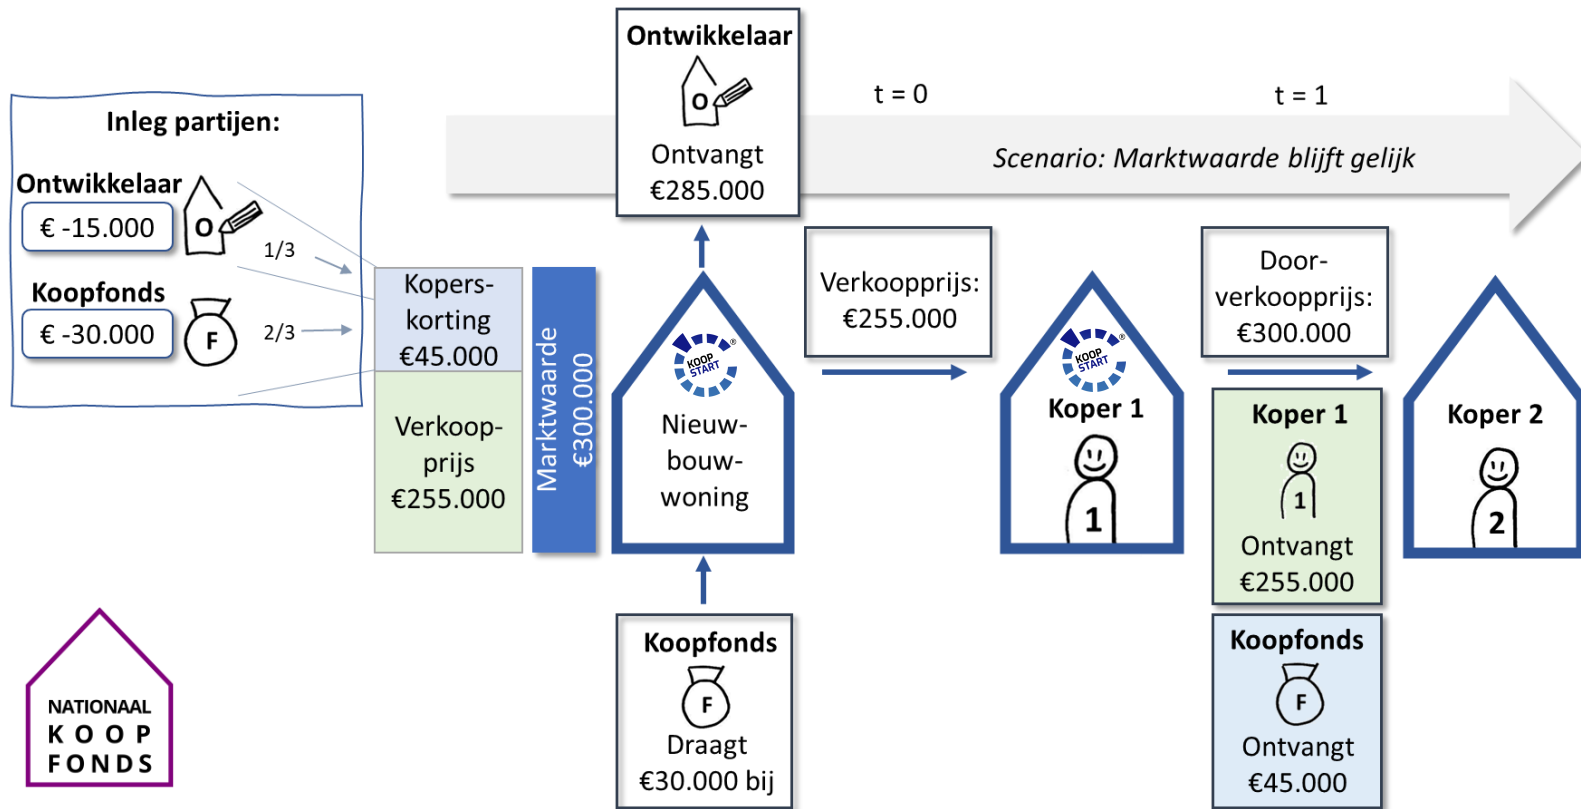 Ontwikkelaar
O
Ontvangt
€285.000
t = 0
t = 1
Scenario: Marktwaarde blijft gelijk
Inleg partijen:
Ontwikkelaar
€ -15.000
O
1/3
Koopfonds
€ -30.000
F
2/3
Kopers-
korting
€45.000
Verkoop-
prijs
€255.000
Marktwaarde
€300.000
KOOP
START
®
Nieuw-
bouw-
woning
Verkoopprijs:
€255.000
KOOP
START
®
Koper 1
1
Door-
verkoopprijs:
€300.000
Koper 1
1
Ontvangt
€255.000
Koper 2
2
Koopfonds
F
Draagt
€30.000 bij
Koopfonds
F
Ontvangt
€45.000
NATIONAAL
KOOP
FONDS